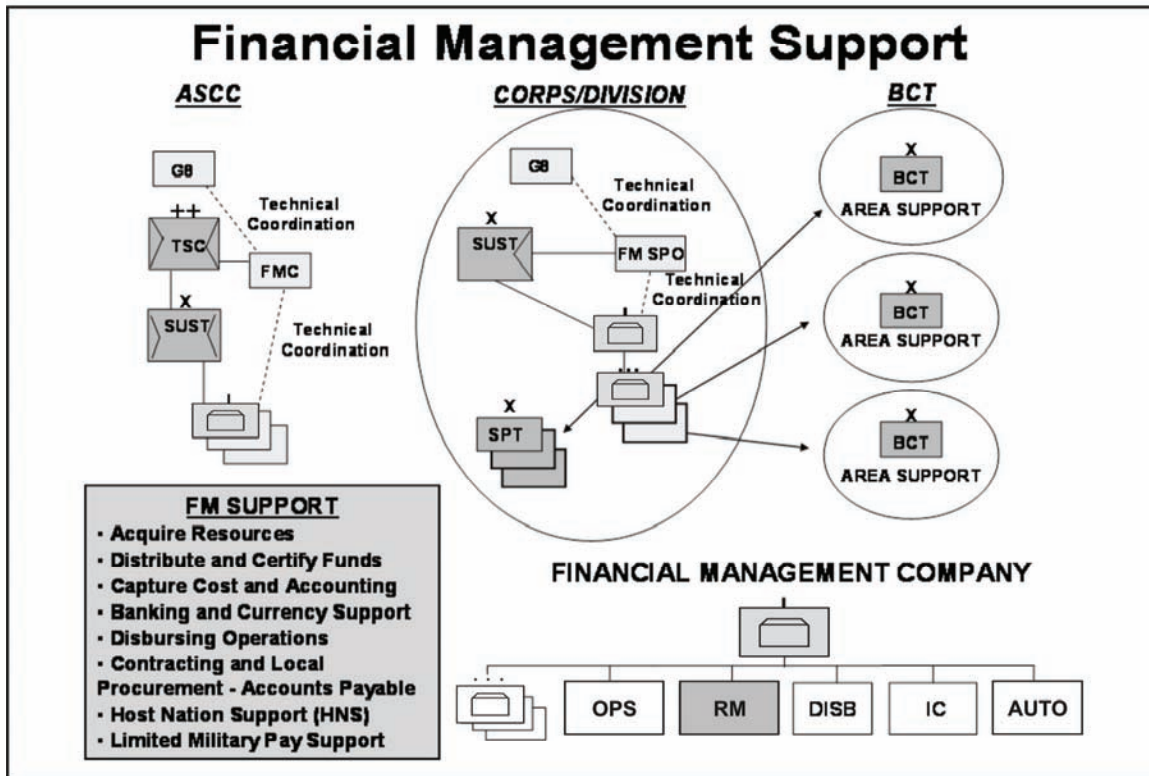 Financial Management Support
ASCC
G8
Technical
Coordination
++
TSC
FMC
X
SUST
Technical
Coordination
I
CORPS/DIVISION
G8
Technical
Coordination
X
SUST
FM SPO
Technical
Coordination
I
...
X
SPT
BCT
X
BCT
AREA SUPPORT
X
BCT
AREA SUPPORT
X
BCT
AREA SUPPORT
FM SUPPORT
· Acquire Resources
· Distribute and Certify Funds
· Capture Cost and Accounting
· Banking and Currency Support
· Disbursing Operations
· Contracting and Local
Procurement - Accounts Payable
· Host Nation Support (HNS)
· Limited Military Pay Support
FINANCIAL MANAGEMENT COMPANY
I
...
OPS
RM
DISB
IC
AUTO